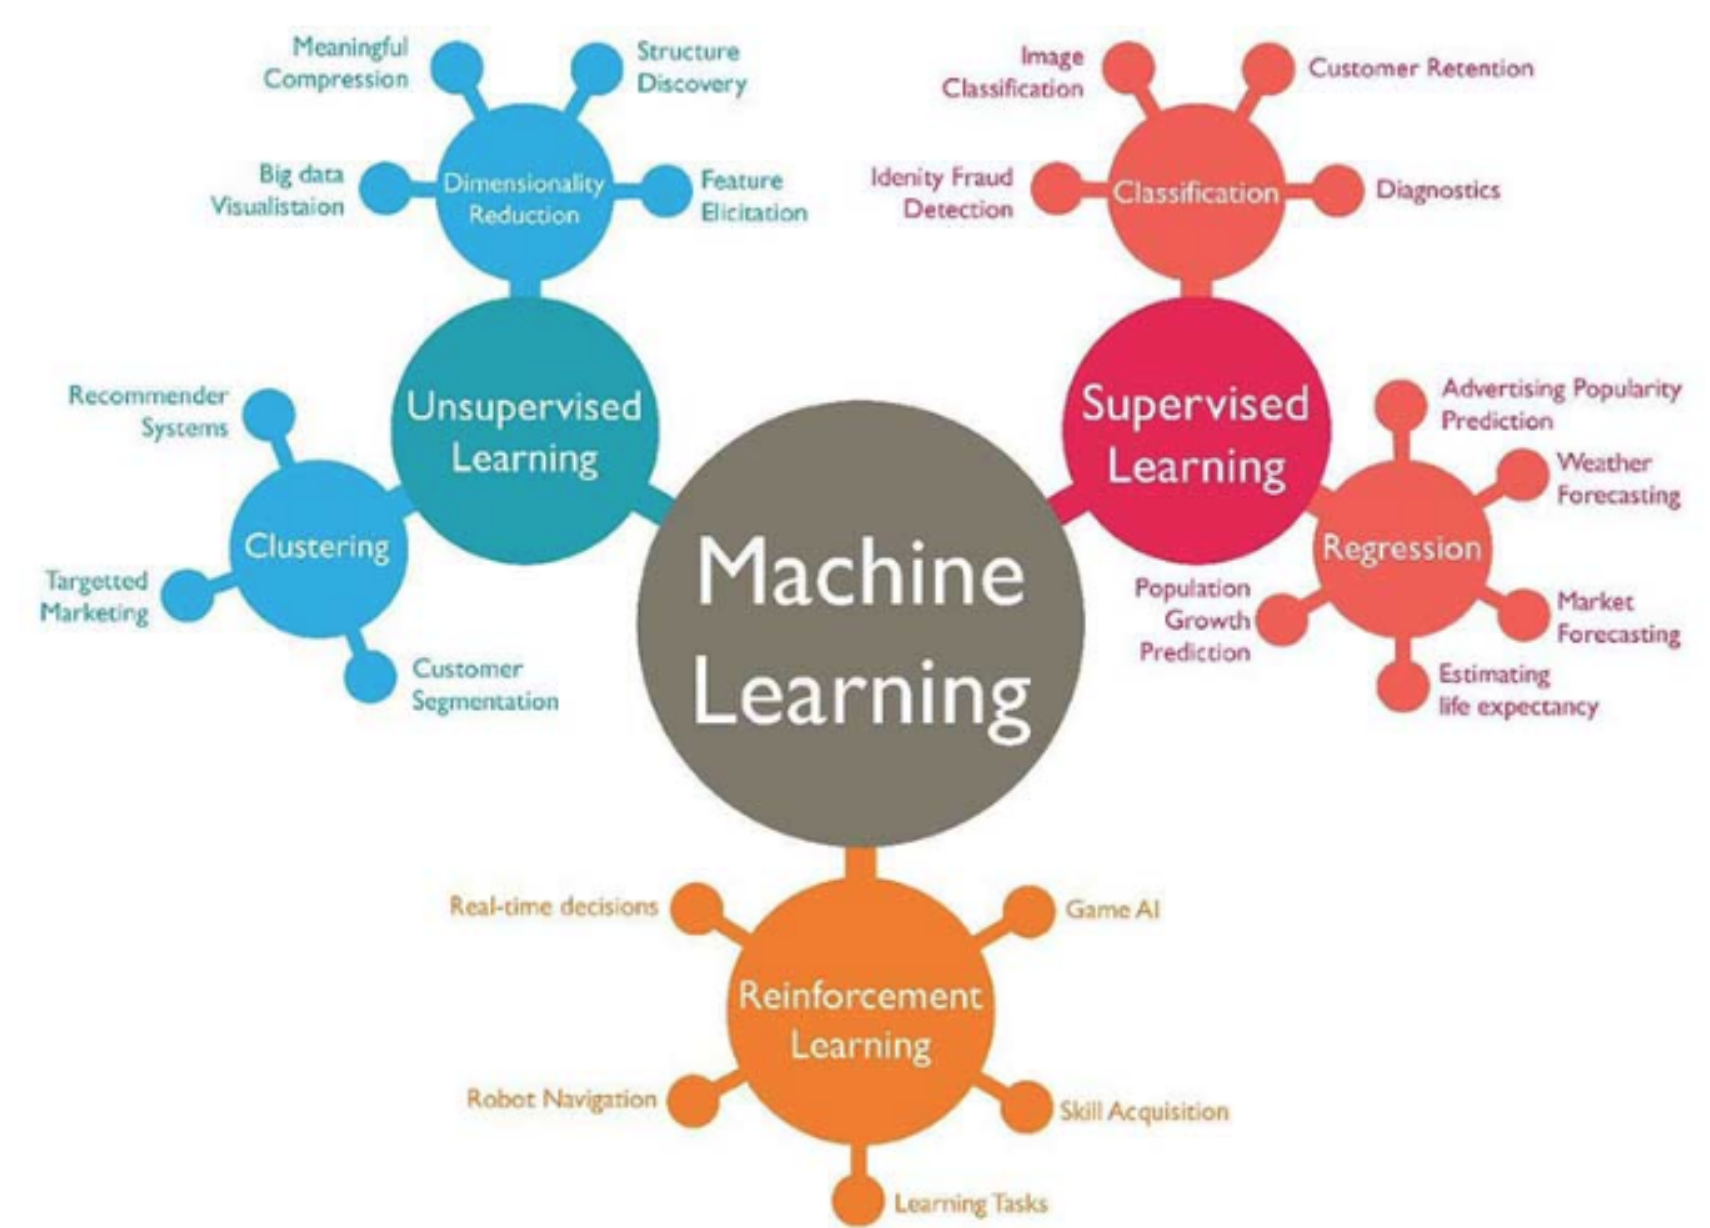 Meaningful
Compression
Structure
Discovery
Big data
Visualistaion
Dimensionality
Reduction
Feature
Elicitation
Image
Classification
Customer Retention
Idenity Fraud
Detection
Classification
Diagnostics
Unsupervised
Learning
Recommender
Systems
Clustering
Targetted
Marketing
Customer
Segmentation
Supervised
Learning
Advertising Popularity
Prediction
Weather
Forecasting
Regression
Population
Growth
Prediction
Market
Forecasting
Estimating
life expectancy
Machine
Learning
Real-time decisions
Game AI
Reinforcement
Learning
Robot Navigation
Skill Acquisition
Learning Tasks